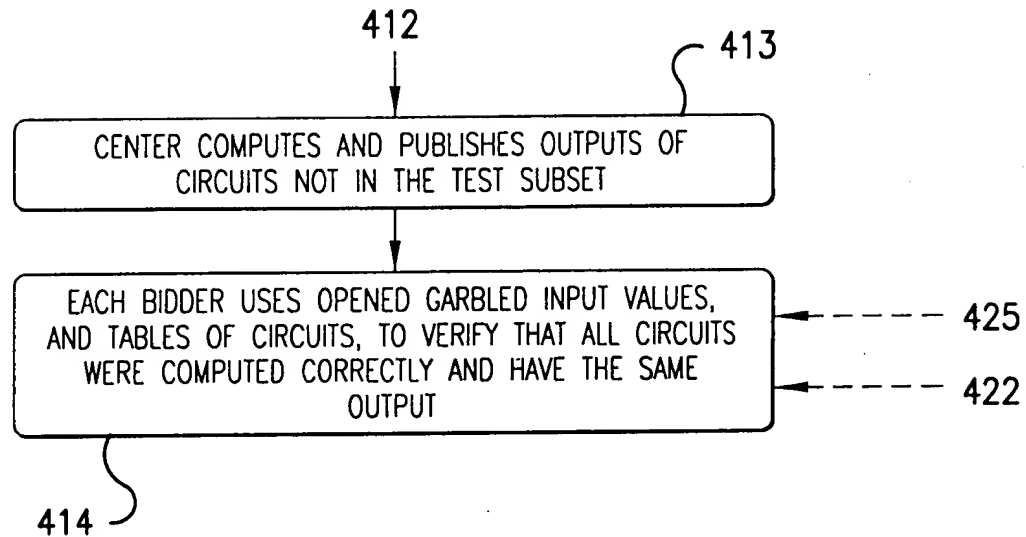 412
413
CENTER COMPUTES AND PUBLISHES OUTPUTS OF
CIRCUITS NOT IN THE TEST SUBSET
EACH BIDDER USES OPENED GARBLED INPUT VALUES,
AND TABLES OF CIRCUITS, TO VERIFY THAT ALL CIRCUITS
WERE COMPUTED CORRECTLY AND HAVE THE SAME
OUTPUT
425
422
414